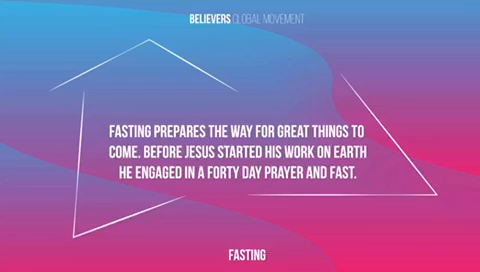 BELIEVERS GLOBAL MOVEMENT
FASTING PREPARES THE WAY FOR GREAT THINGS TO
COME. BEFORE JESUS STARTED HIS WORK ON EARTH
HE ENGAGED IN A FORTY DAY PRAYER AND FAST.
FASTING